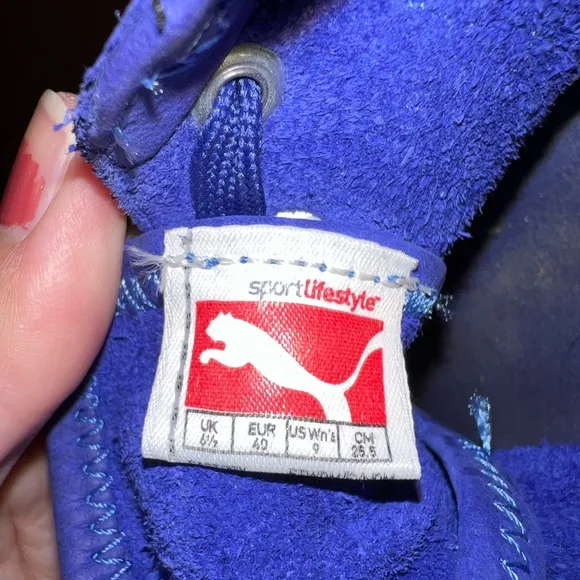 sportlifestyle®
UK EUR US Wn's CM
6½ 40 9 25.5